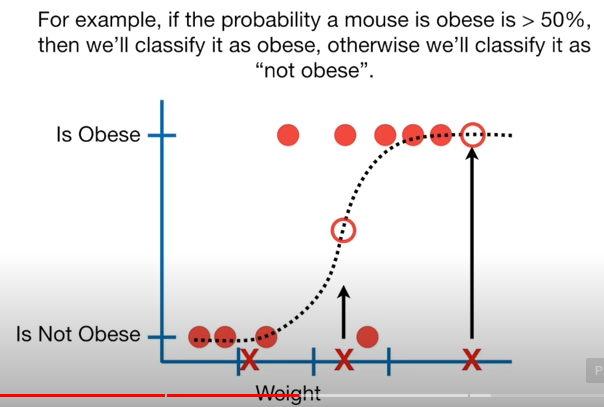 For example, if the probability a mouse is obese is > 50%,
then we'll classify it as obese, otherwise we'll classify it as
“not obese”.
Is Obese
Is Not Obese
X X X
P
Weight